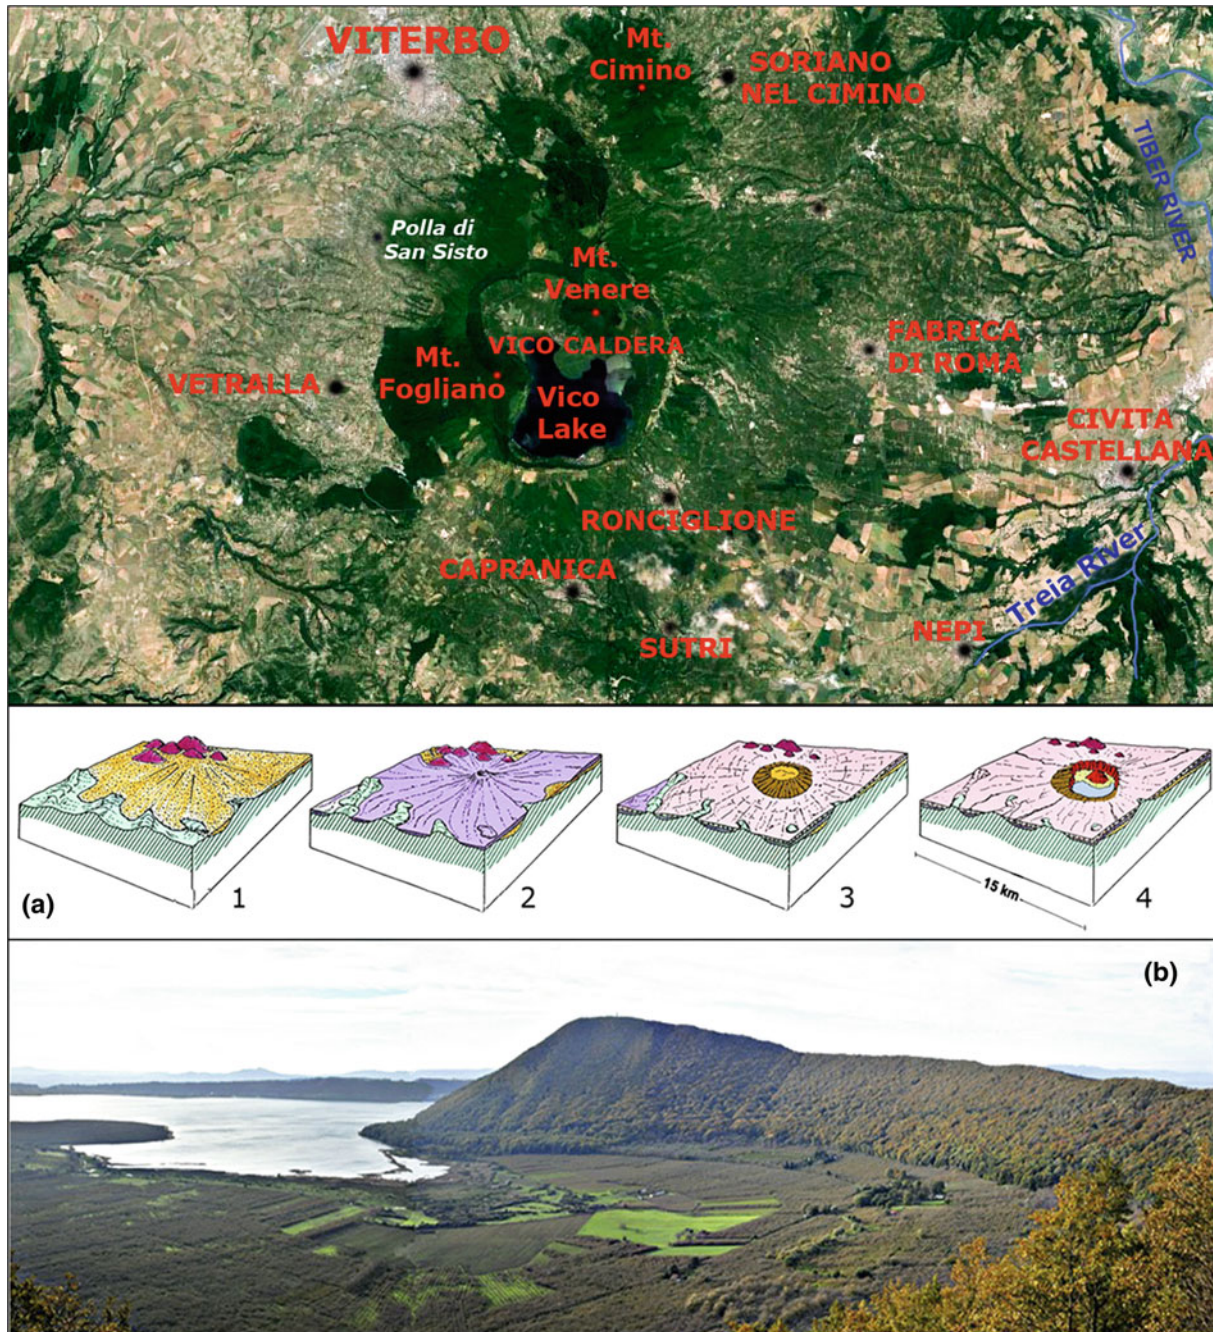 VITERBO
Mt.
Cimino
SORIANO
NEL CIMINO
TIBER RIVER
Polla di
San Sisto
Mt.
Venere
VICO CALDERA
FABRICA
DI ROMA
Mt.
Fogliano
VETRALLA
Vico
Lake
CIVITA
CASTELLANA
RONCIGLIONE
CAPRANICA
Treia River
NEPI
SUTRI
(a)
1
2
3
4
15 km
(b)